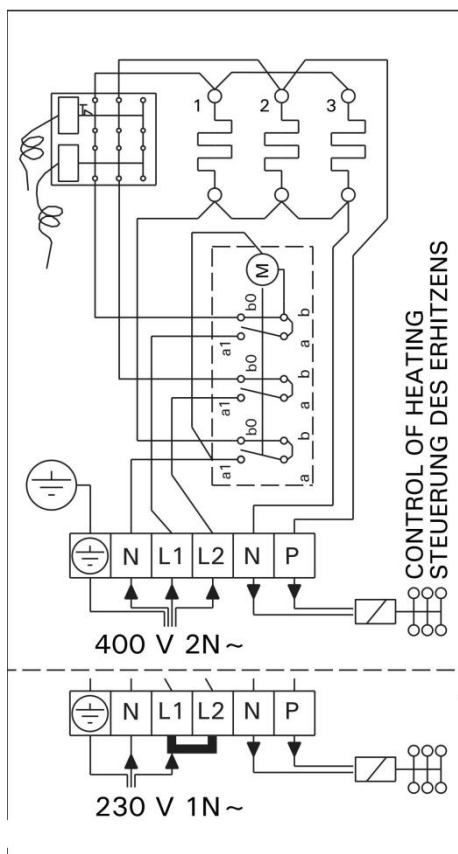 1 2 3
M
b0 b
a1 a
b0 b
a1 a
b0 b
a1 a
CONTROL OF HEATING
STEUERUNG DES ERHITZENS
N L1 L2 N P
400 V 2N~
N L1 L2 N P
230 V 1N~